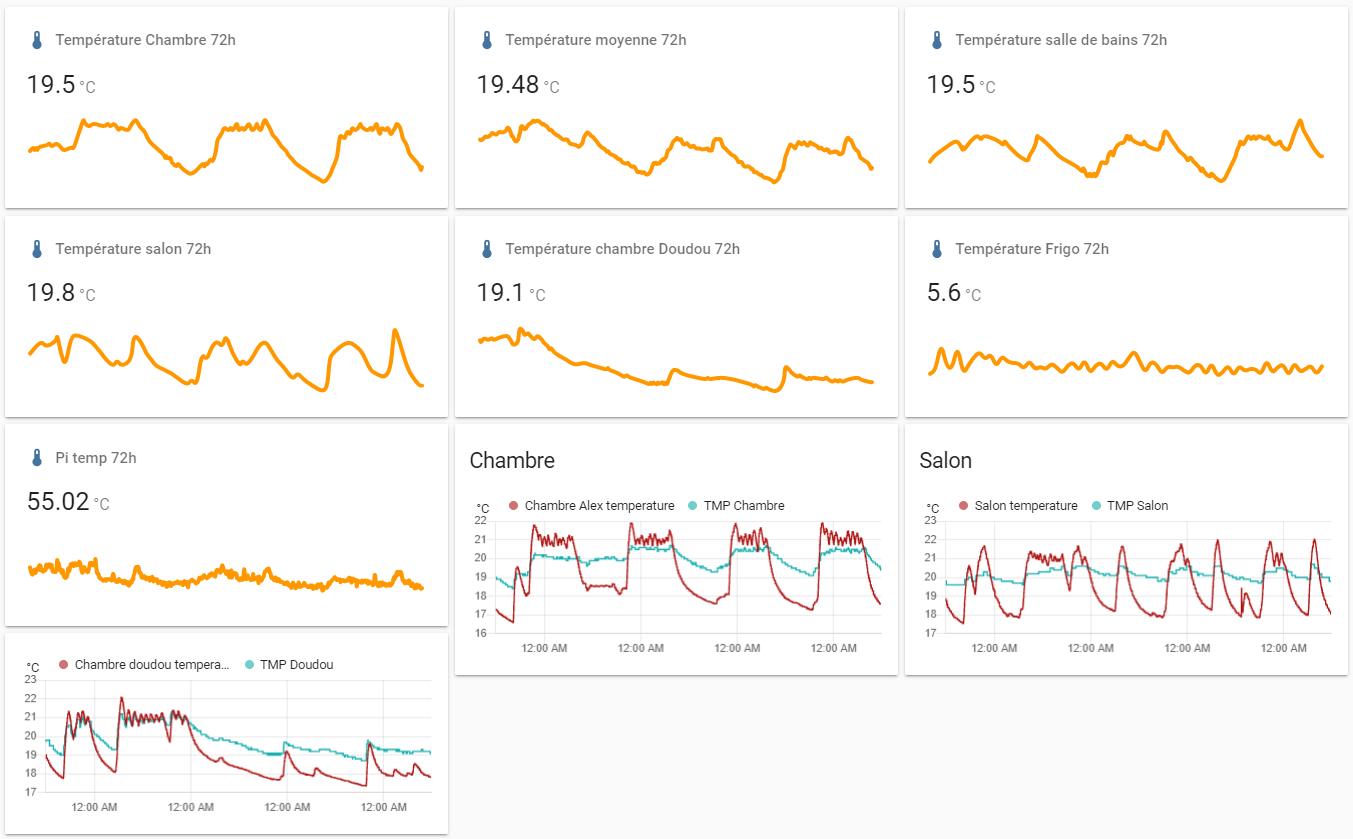 Température Chambre 72h
19.5 °C
Température moyenne 72h
19.48 °C
Température salle de bains 72h
19.5 °C
Température salon 72h
19.8 °C
Température chambre Doudou 72h
19.1 °C
Température Frigo 72h
5.6 °C
Pi temp 72h
55.02 °C
Chambre
°C
Chambre Alex temperature TMP Chambre
22
21
20
19
18
17
16
12:00 AM 12:00 AM 12:00 AM 12:00 AM
Salon
°C
Salon temperature TMP Salon
23
22
21
20
19
18
17
12:00 AM 12:00 AM 12:00 AM 12:00 AM
°C
Chambre doudou tempera... TMP Doudou
23
22
21
20
19
18
17
12:00 AM 12:00 AM 12:00 AM 12:00 AM